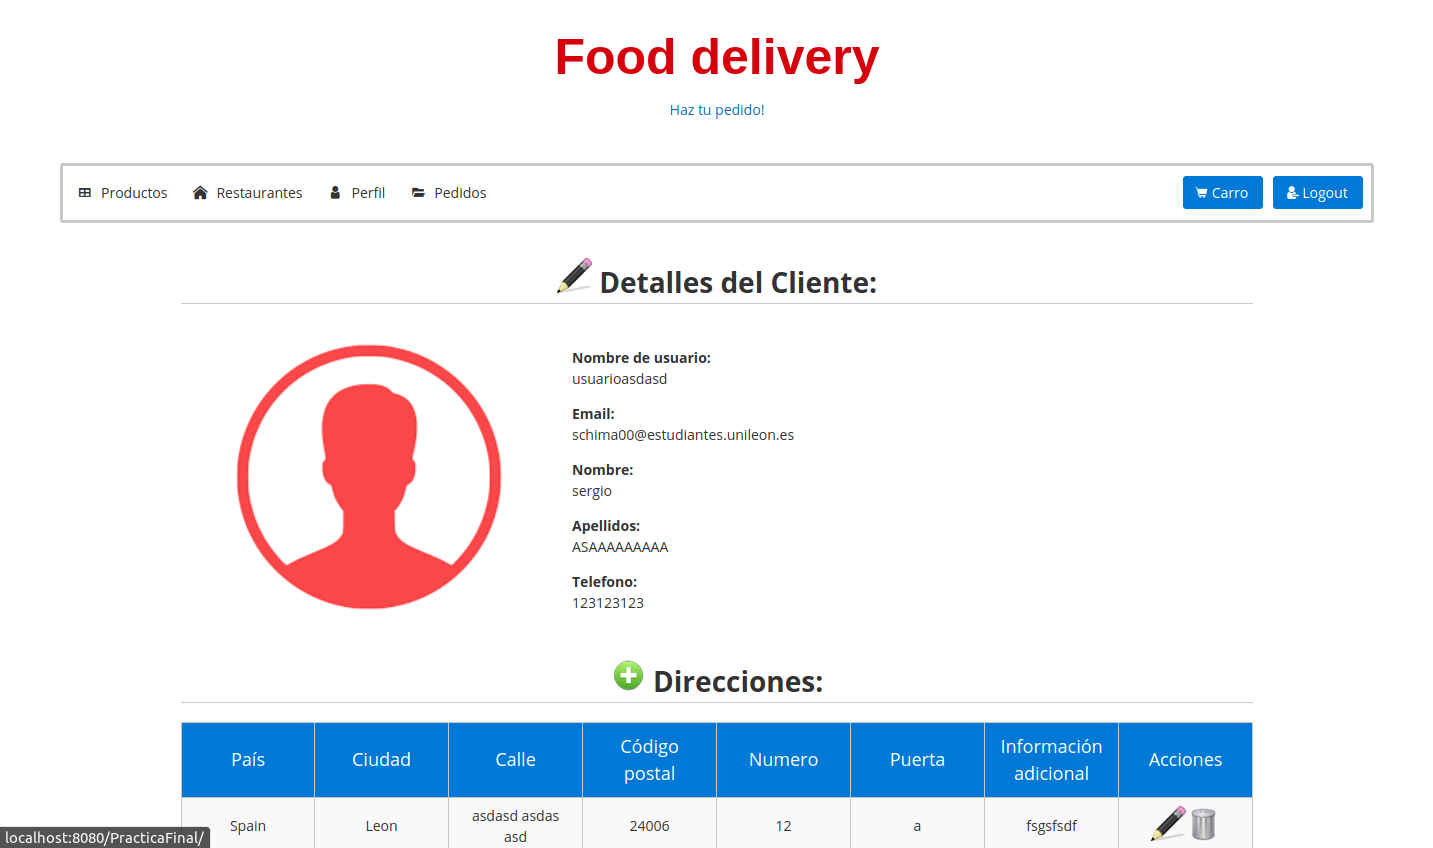 Food delivery
Haz tu pedido!
Productos Restaurantes Perfil Pedidos Carro Logout
Detalles del Cliente:
Nombre de usuario:
usuarioasdasd
Email:
schima00@estudiantes.unileon.es
Nombre:
sergio
Apellidos:
ASAAAAAAAAA
Telefono:
123123123
Direcciones:
País Ciudad Calle Código postal Numero Puerta Información adicional Acciones
Spain Leon asdasd asdas asd 24006 12 a fsgsfsdf
localhost:8080/PracticaFinal/